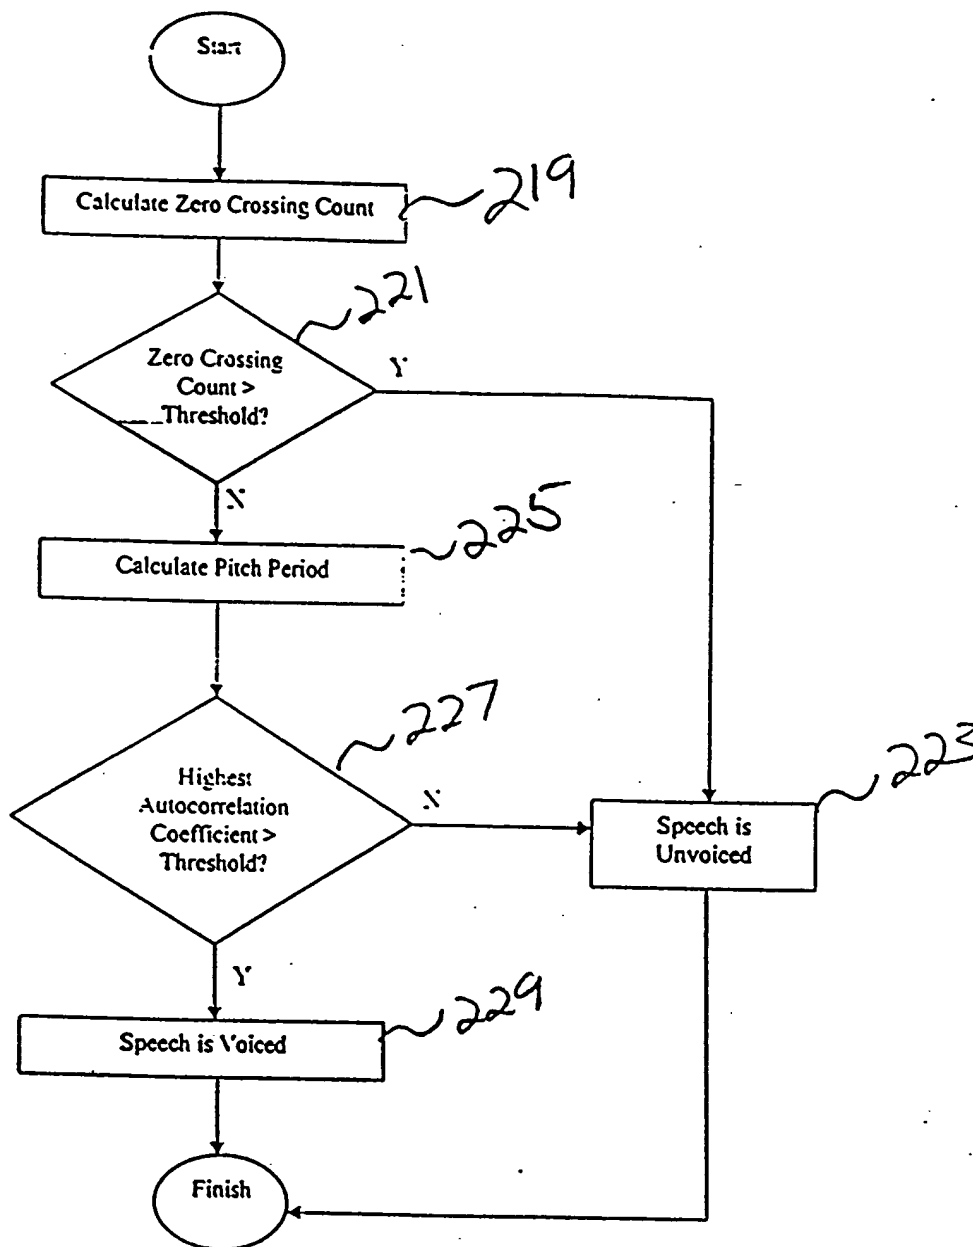 Start
Calculate Zero Crossing Count
219
221
Zero Crossing
Count >
Threshold?
Y
N
225
Calculate Pitch Period
227
Highest
Autocorrelation
Coefficient >
Threshold?
N
223
Speech is
Unvoiced
Y
229
Speech is Voiced
Finish